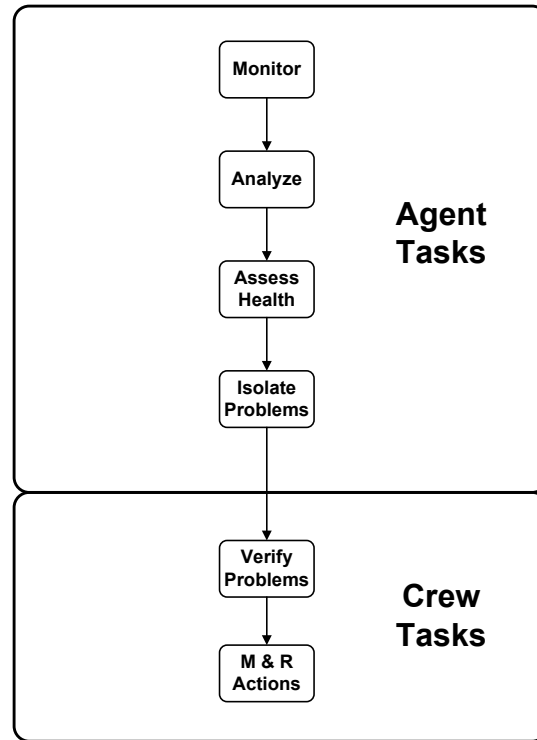 Monitor
Analyze
Agent
Tasks
Assess
Health
Isolate
Problems
Verify
Problems
Crew
Tasks
M & R
Actions